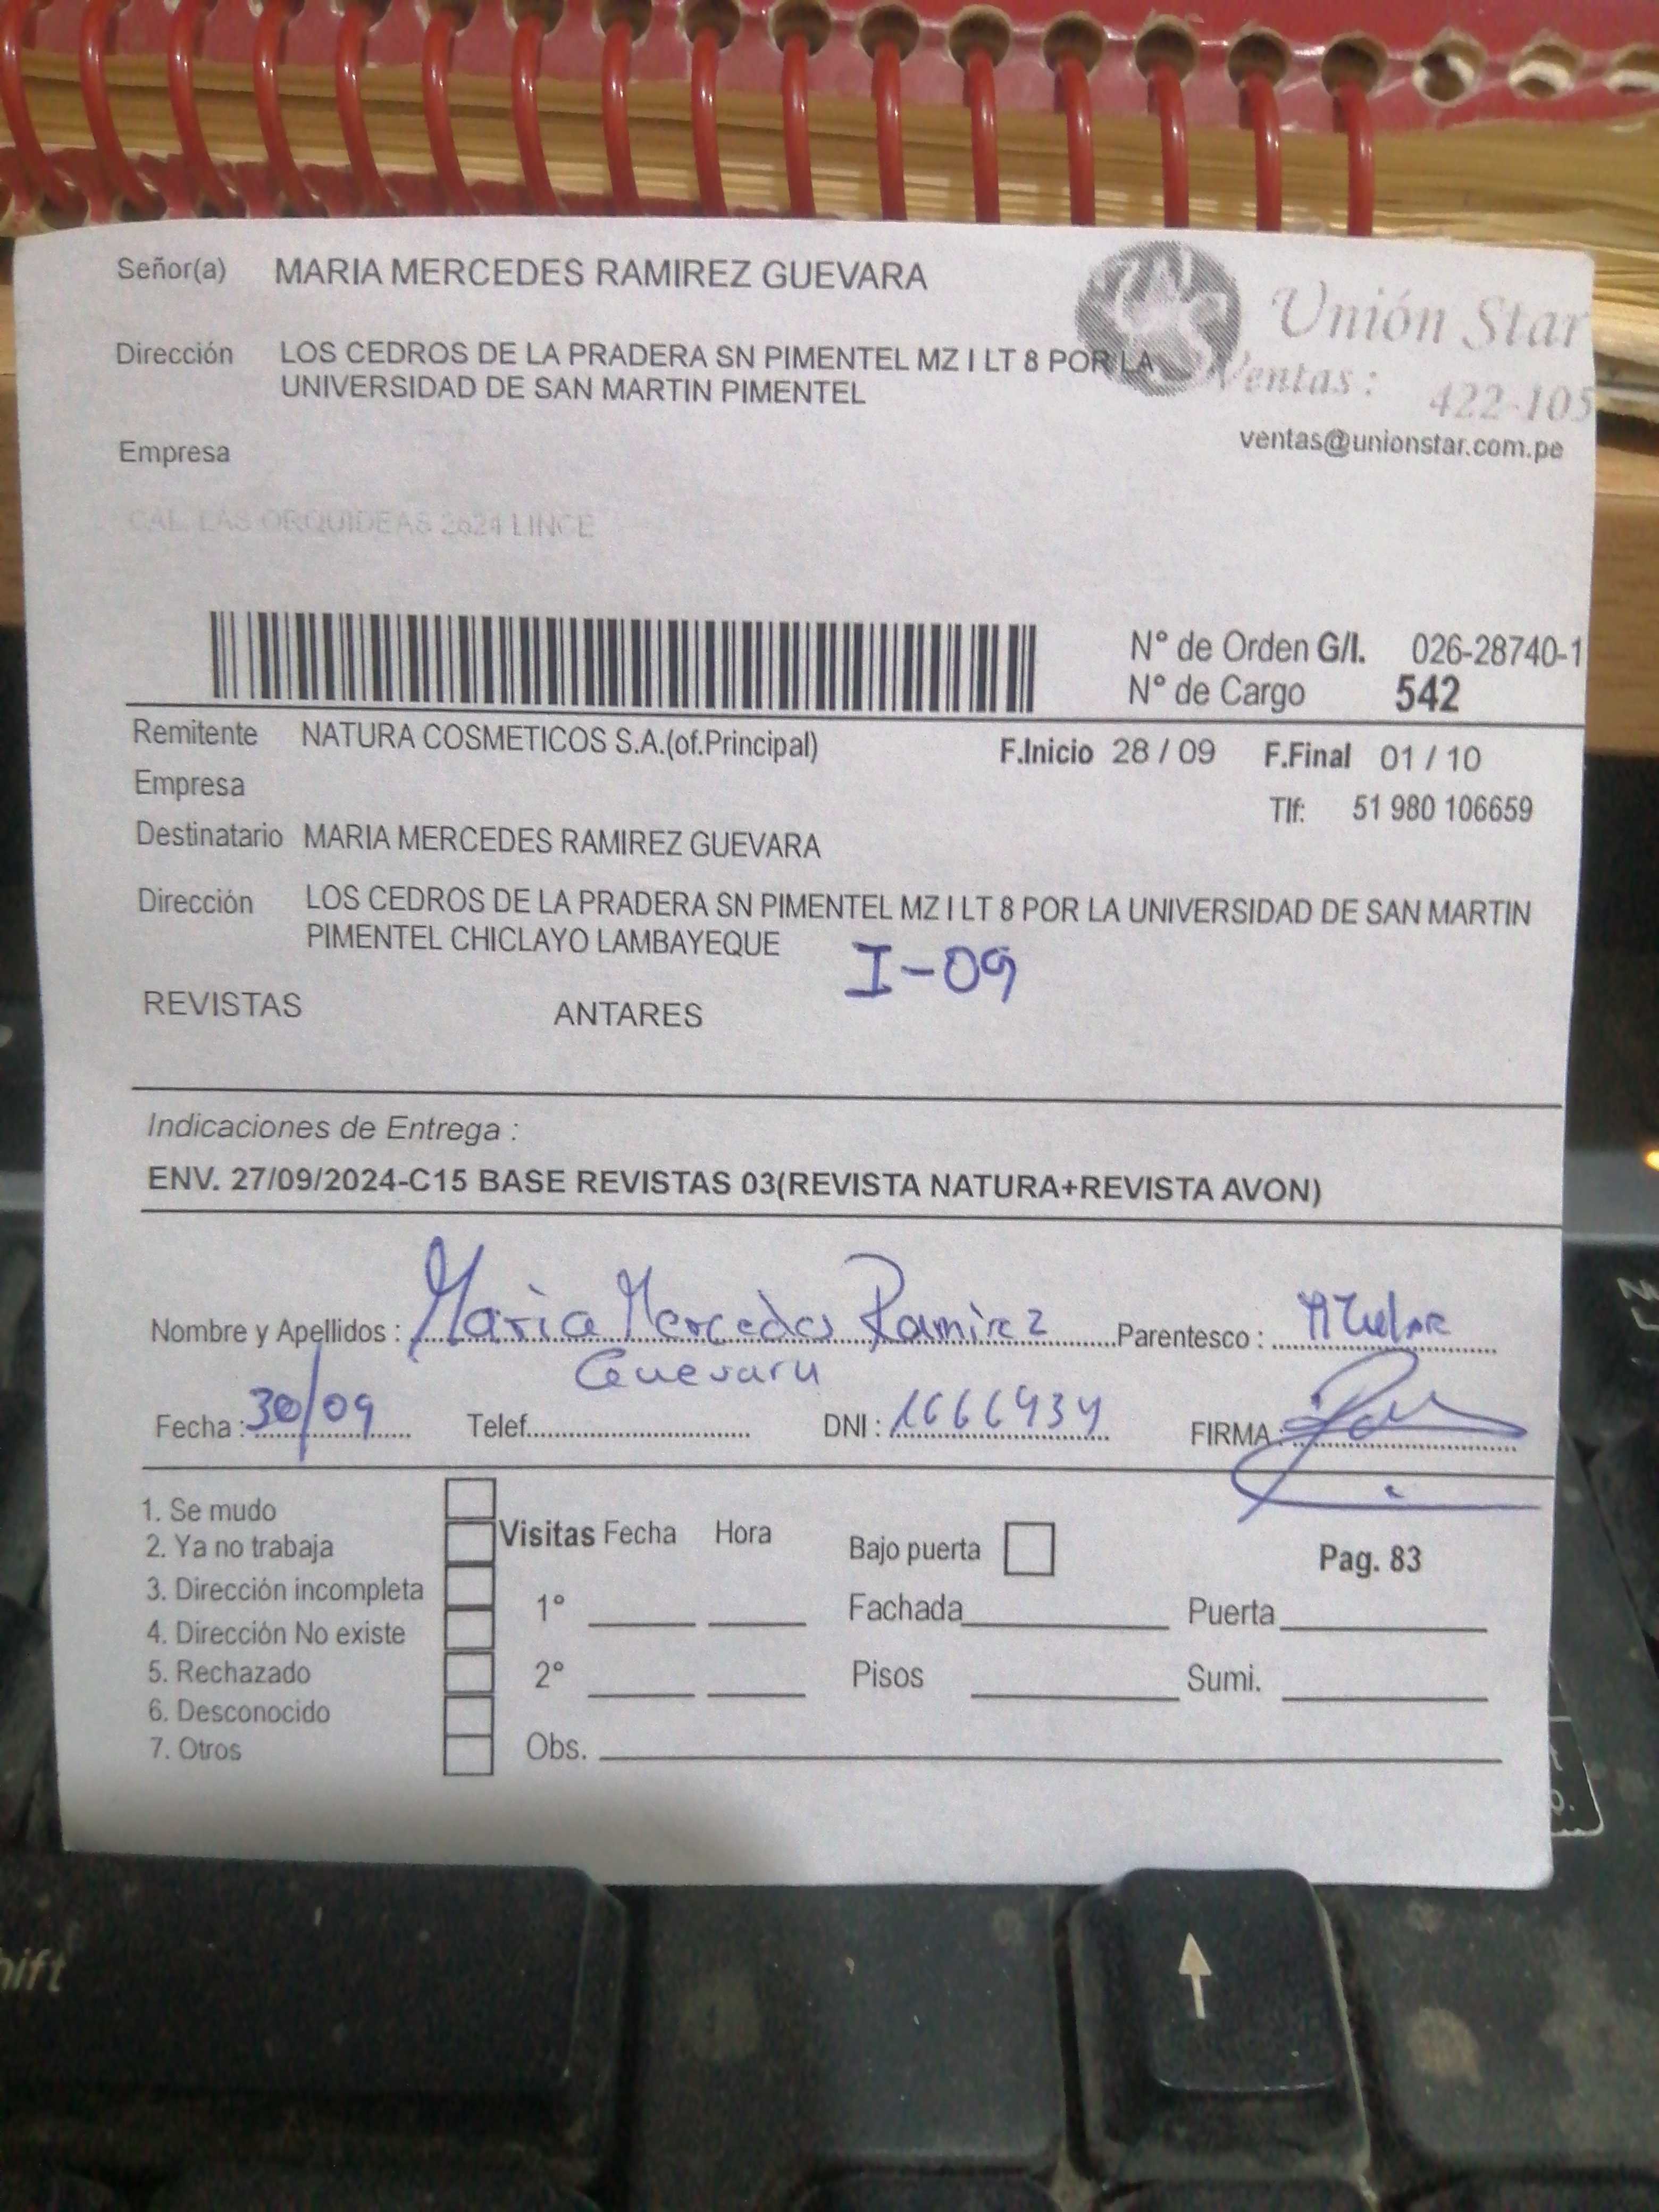 Señor(a) MARIA MERCEDES RAMIREZ GUEVARA
Unión Star
Dirección LOS CEDROS DE LA PRADERA SN PIMENTEL MZ I LT 8 POR LA
UNIVERSIDAD DE SAN MARTIN PIMENTEL
Ventas : 422-105
ventas@unionstar.com.pe
Empresa
CAL. LAS ORQUIDEAS 2624 LINCE
N° de Orden G/I. 026-28740-1
N° de Cargo 542
Remitente NATURA COSMETICOS S.A.(of.Principal) F.Inicio 28 / 09 F.Final 01 / 10
Empresa
Tlf: 51 980 106659
Destinatario MARIA MERCEDES RAMIREZ GUEVARA
Dirección LOS CEDROS DE LA PRADERA SN PIMENTEL MZ I LT 8 POR LA UNIVERSIDAD DE SAN MARTIN
PIMENTEL CHICLAYO LAMBAYEQUE
I-09
REVISTAS ANTARES
Indicaciones de Entrega :
ENV. 27/09/2024-C15 BASE REVISTAS 03(REVISTA NATURA+REVISTA AVON)
Nombre y Apellidos : Maria Mercedes Ramirez Parentesco : Titular
Guevara
Fecha : 30/09 Telef. DNI : 16664934 FIRMA :
1. Se mudo
2. Ya no trabaja
3. Dirección incompleta
4. Dirección No existe
5. Rechazado
6. Desconocido
7. Otros
Visitas Fecha Hora
1°
2°
Obs.
Bajo puerta
Pag. 83
Fachada Puerta
Pisos Sumi.
hift
↑